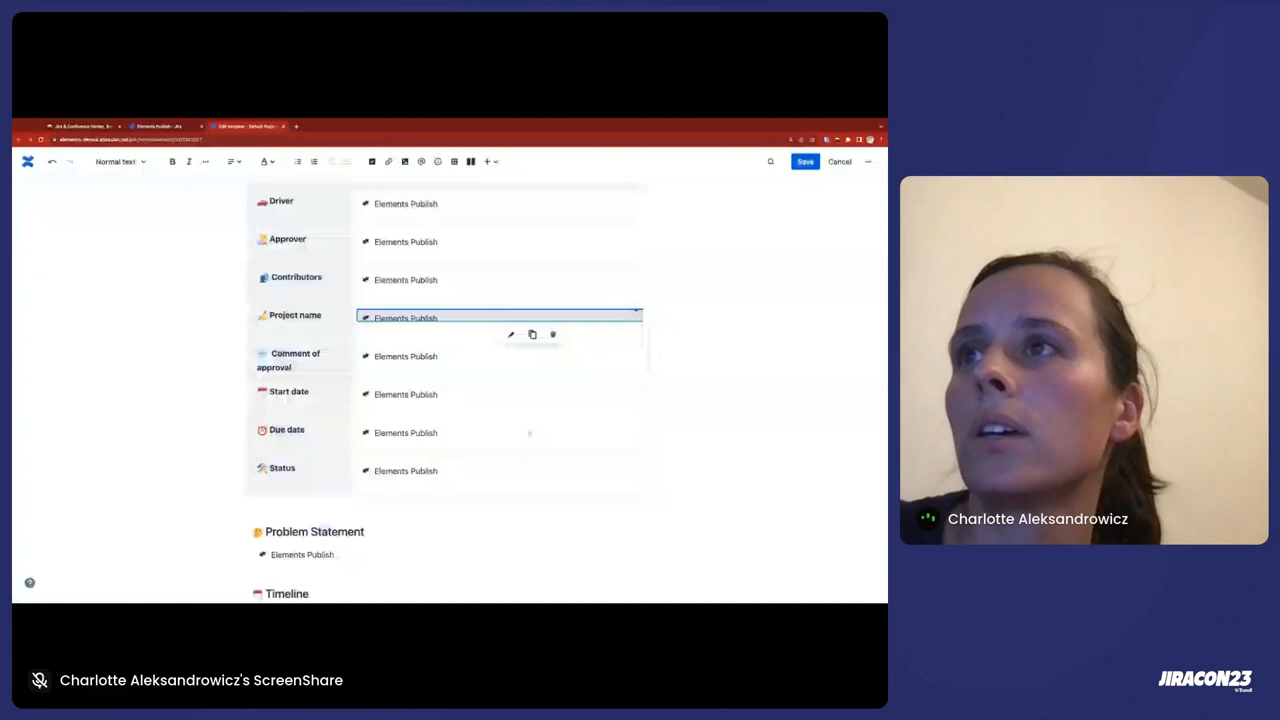 Normal text
Save
Cancel
Driver
Elements Publish
Approver
Elements Publish
Contributors
Elements Publish
Project name
Elements Publish
Comment of
approval
Elements Publish
Start date
Elements Publish
Due date
Elements Publish
Status
Elements Publish
Problem Statement
Elements Publish
Timeline
Charlotte Aleksandrowicz
Charlotte Aleksandrowicz's ScreenShare
JIRACON23